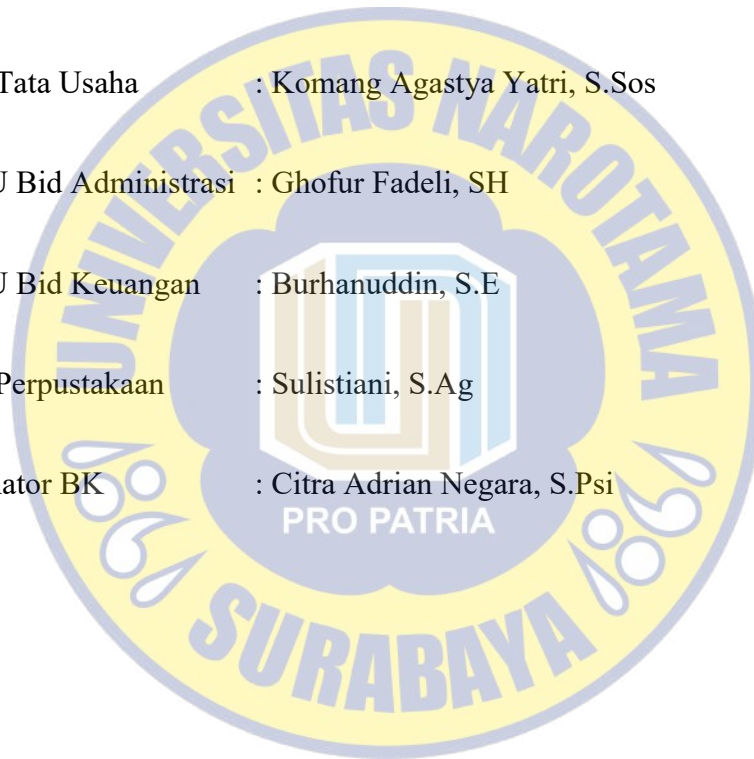 Tata Usaha : Komang Agastya Yatri, S.Sos
U Bid Administrasi : Ghofur Fadeli, SH
U Bid Keuangan : Burhanuddin, S.E
Perpustakaan : Sulistiani, S.Ag
ator BK : Citra Adrian Negara, S.Psi
UNIVERSITAS NAROTAMA
PRO PATRIA
SURABAYA